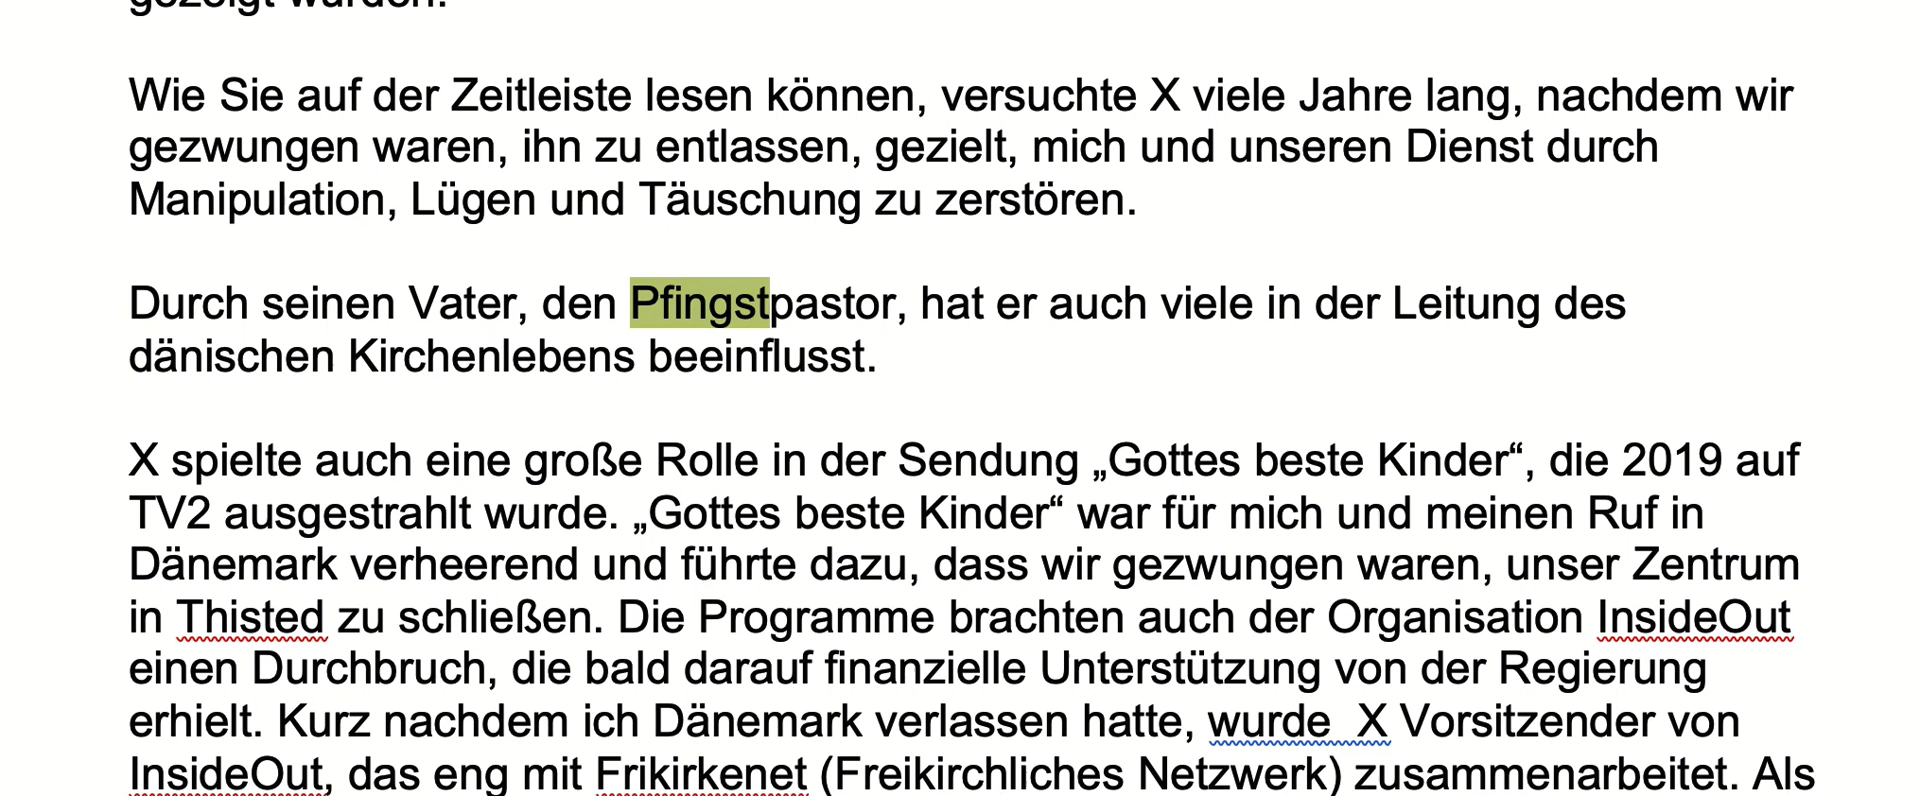 gezeigt wurden.
Wie Sie auf der Zeitleiste lesen können, versuchte X viele Jahre lang, nachdem wir
gezwungen waren, ihn zu entlassen, gezielt, mich und unseren Dienst durch
Manipulation, Lügen und Täuschung zu zerstören.
Durch seinen Vater, den Pfingstpastor, hat er auch viele in der Leitung des
dänischen Kirchenlebens beeinflusst.
X spielte auch eine große Rolle in der Sendung „Gottes beste Kinder“, die 2019 auf
TV2 ausgestrahlt wurde. „Gottes beste Kinder“ war für mich und meinen Ruf in
Dänemark verheerend und führte dazu, dass wir gezwungen waren, unser Zentrum
in Thisted zu schließen. Die Programme brachten auch der Organisation InsideOut
einen Durchbruch, die bald darauf finanzielle Unterstützung von der Regierung
erhielt. Kurz nachdem ich Dänemark verlassen hatte, wurde  X Vorsitzender von
InsideOut, das eng mit Frikirkenet (Freikirchliches Netzwerk) zusammenarbeitet. Als